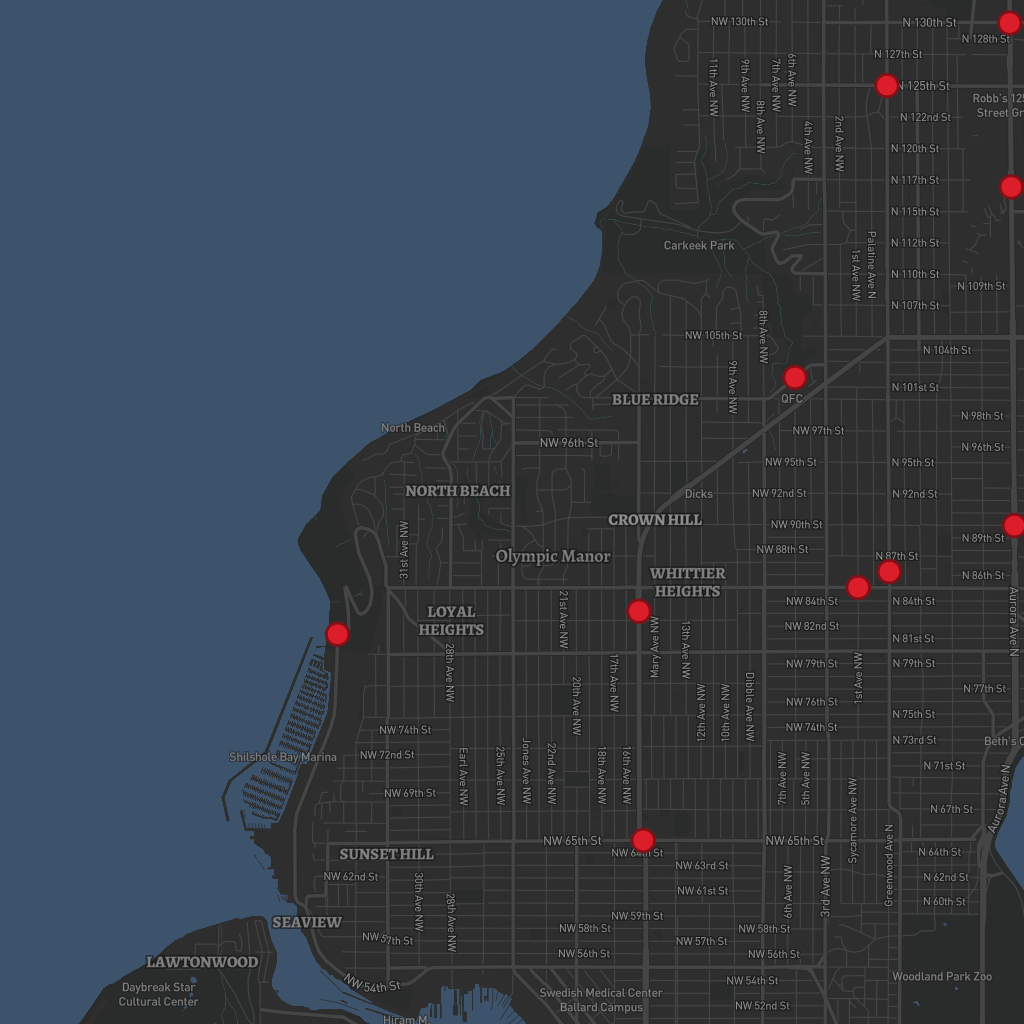 NW 130th St
N 130th St
N 128th St
N 127th St
11th Ave NW
9th Ave NW
7th Ave NW
6th Ave NW
N 125th St
8th Ave NW
Robb's 125
Street Gr
N 122nd St
4th Ave NW
2nd Ave NW
N 120th St
N 117th St
N 115th St
Carkeek Park
N 112th St
Palatine Ave N
1st Ave NW
N 110th St
N 109th St
N 107th St
NW 105th St
8th Ave NW
N 104th St
9th Ave NW
N 101st St
BLUE RIDGE
QFC
N 98th St
North Beach
NW 97th St
NW 96th St
N 96th St
NW 95th St
N 95th St
NORTH BEACH
Dicks
NW 92nd St
N 92nd St
CROWN HILL
NW 90th St
31st Ave NW
N 89th St
NW 88th St
Olympic Manor
N 87th St
WHITTIER
HEIGHTS
N 86th St
NW 84th St
N 84th St
LOYAL
HEIGHTS
21st Ave NW
Aurora Ave N
NW 82nd St
Mary Ave NW
13th Ave NW
N 81st St
28th Ave NW
17th Ave NW
NW 79th St
1st Ave NW
N 79th St
20th Ave NW
12th Ave NW
10th Ave NW
Dibble Ave NW
N 77th St
NW 76th St
N 75th St
NW 74th St
NW 74th St
N 73rd St
Beth's C
Shilshole Bay Marina
NW 72nd St
Earl Ave NW
25th Ave NW
Jones Ave NW
22nd Ave NW
18th Ave NW
16th Ave NW
7th Ave NW
5th Ave NW
N 71st St
NW 69th St
Sycamore Ave NW
Aurora Ave N
N 67th St
NW 65th St
NW 65th St
NW 64th St
Greenwood Ave N
SUNSET HILL
N 64th St
NW 63rd St
NW 62nd St
N 62nd St
30th Ave NW
28th Ave NW
NW 61st St
6th Ave NW
3rd Ave NW
N 60th St
SEAVIEW
NW 59th St
NW 58th St
NW 58th St
NW 57th St
NW 57th St
NW 56th St
NW 56th St
LAWTONWOOD
Daybreak Star
Cultural Center
NW 54th St
NW 54th St
Woodland Park Zoo
Swedish Medical Center
Ballard Campus
NW 52nd St
Hiram M.